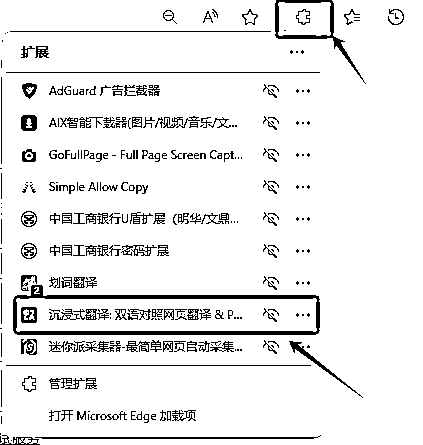 A))
扩展
AdGuard 广告拦截器
AIX智能下载器(图片/视频/音乐/文...
GoFullPage - Full Page Screen Capt...
Simple Allow Copy
中国工商银行U盾扩展（明华/文鼎...
中国工商银行密码扩展
划词翻译
2
沉浸式翻译: 双语对照网页翻译 & P...
迷你派采集器-最简单网页自动采集...
管理扩展
打开 Microsoft Edge 加载项
试服务